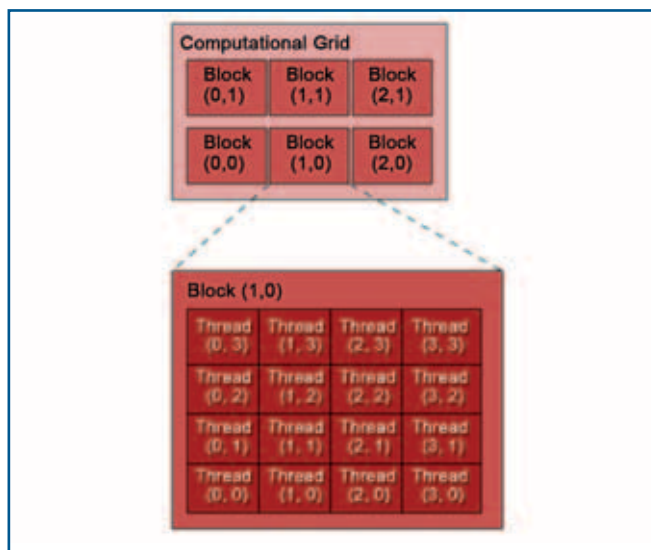 Computational Grid
Block Block Block
(0,1) (1,1) (2,1)
Block Block Block
(0,0) (1,0) (2,0)
Block (1,0)
Thread Thread Thread Thread
(0, 3) (1, 3) (2, 3) (3, 3)
Thread Thread Thread Thread
(0, 2) (1, 2) (2, 2) (3, 2)
Thread Thread Thread Thread
(0, 1) (1, 1) (2, 1) (3, 1)
Thread Thread Thread Thread
(0, 0) (1, 0) (2, 0) (3, 0)